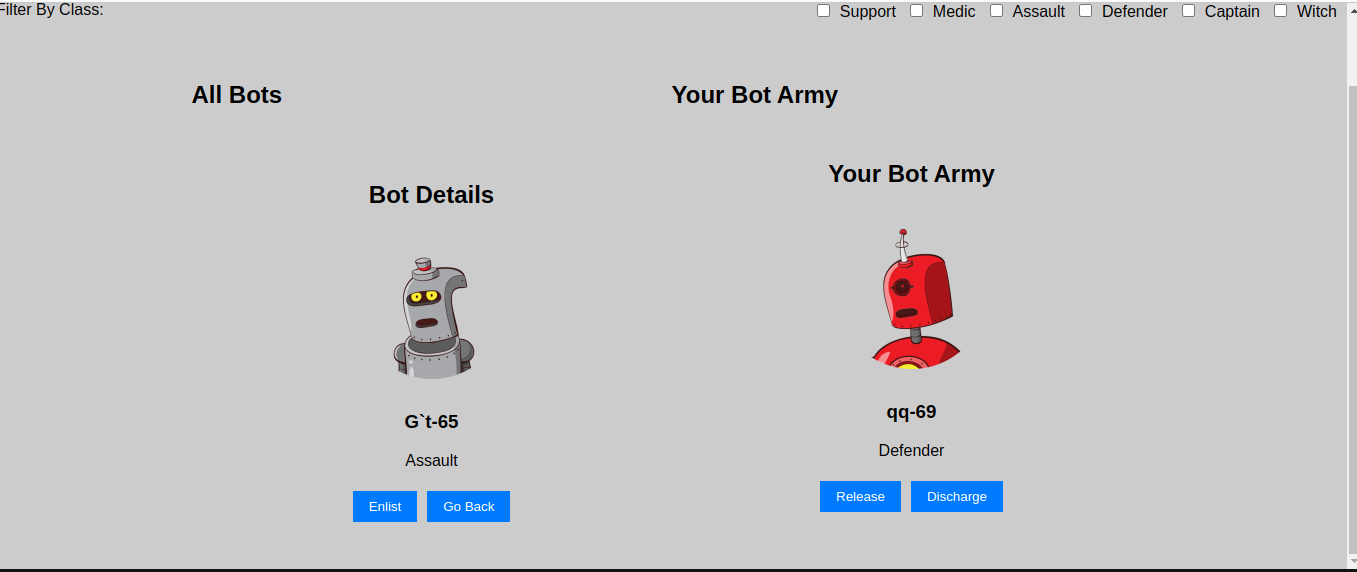 Filter By Class:
Support Medic Assault Defender Captain Witch
All Bots
Your Bot Army
Bot Details
G`t-65
Assault
Enlist Go Back
Your Bot Army
qq-69
Defender
Release Discharge